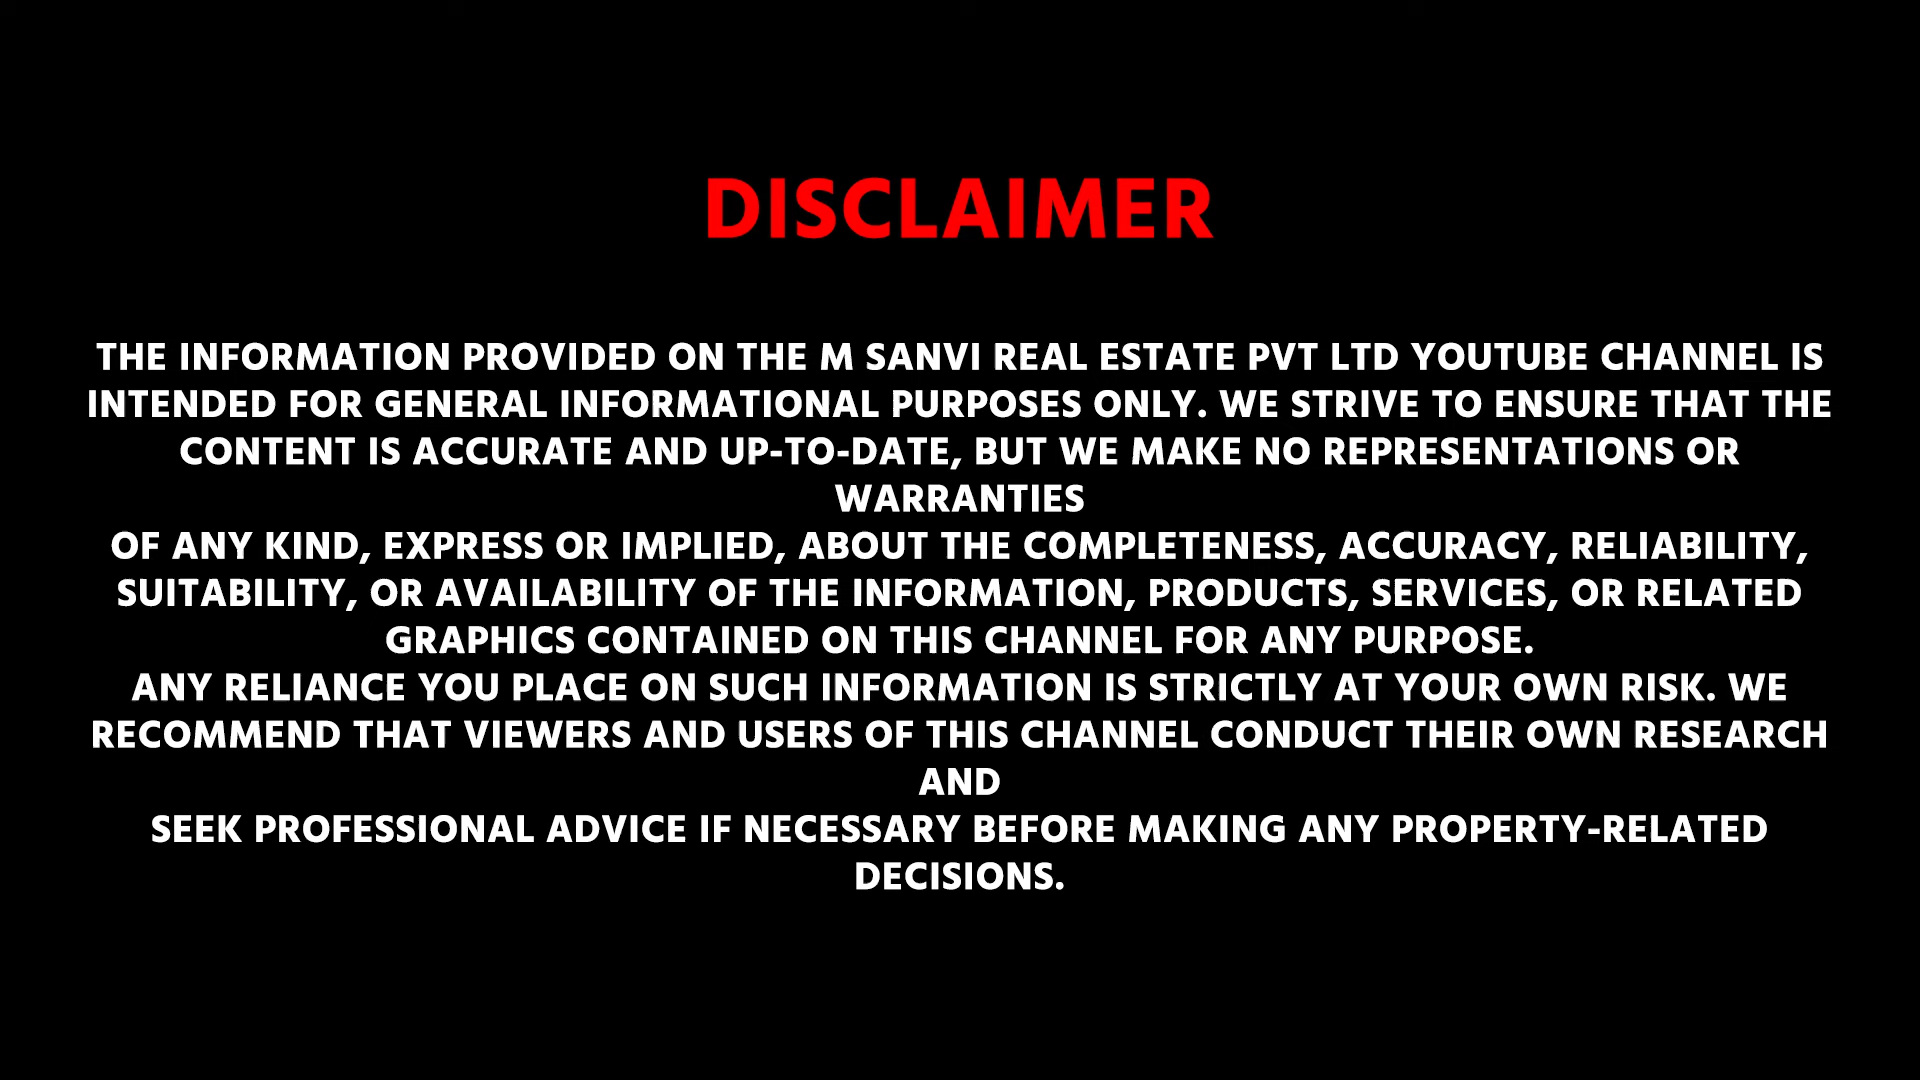 DISCLAIMER
THE INFORMATION PROVIDED ON THE M SANVI REAL ESTATE PVT LTD YOUTUBE CHANNEL IS
INTENDED FOR GENERAL INFORMATIONAL PURPOSES ONLY. WE STRIVE TO ENSURE THAT THE
CONTENT IS ACCURATE AND UP-TO-DATE, BUT WE MAKE NO REPRESENTATIONS OR
WARRANTIES
OF ANY KIND, EXPRESS OR IMPLIED, ABOUT THE COMPLETENESS, ACCURACY, RELIABILITY,
SUITABILITY, OR AVAILABILITY OF THE INFORMATION, PRODUCTS, SERVICES, OR RELATED
GRAPHICS CONTAINED ON THIS CHANNEL FOR ANY PURPOSE.
ANY RELIANCE YOU PLACE ON SUCH INFORMATION IS STRICTLY AT YOUR OWN RISK. WE
RECOMMEND THAT VIEWERS AND USERS OF THIS CHANNEL CONDUCT THEIR OWN RESEARCH
AND
SEEK PROFESSIONAL ADVICE IF NECESSARY BEFORE MAKING ANY PROPERTY-RELATED
DECISIONS.